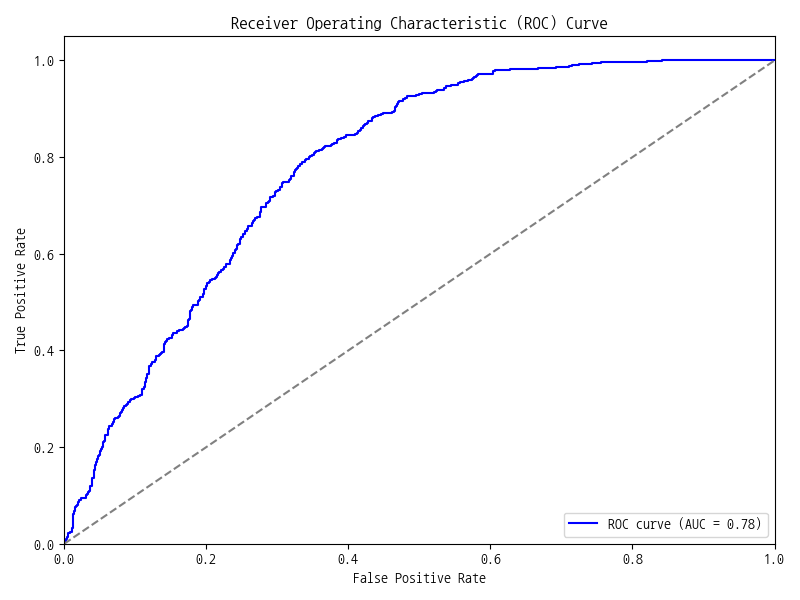 Receiver Operating Characteristic (ROC) Curve
1.0
0.8
0.6
0.4
0.2
0.0
True Positive Rate
ROC curve (AUC = 0.78)
0.0 0.2 0.4 0.6 0.8 1.0
False Positive Rate